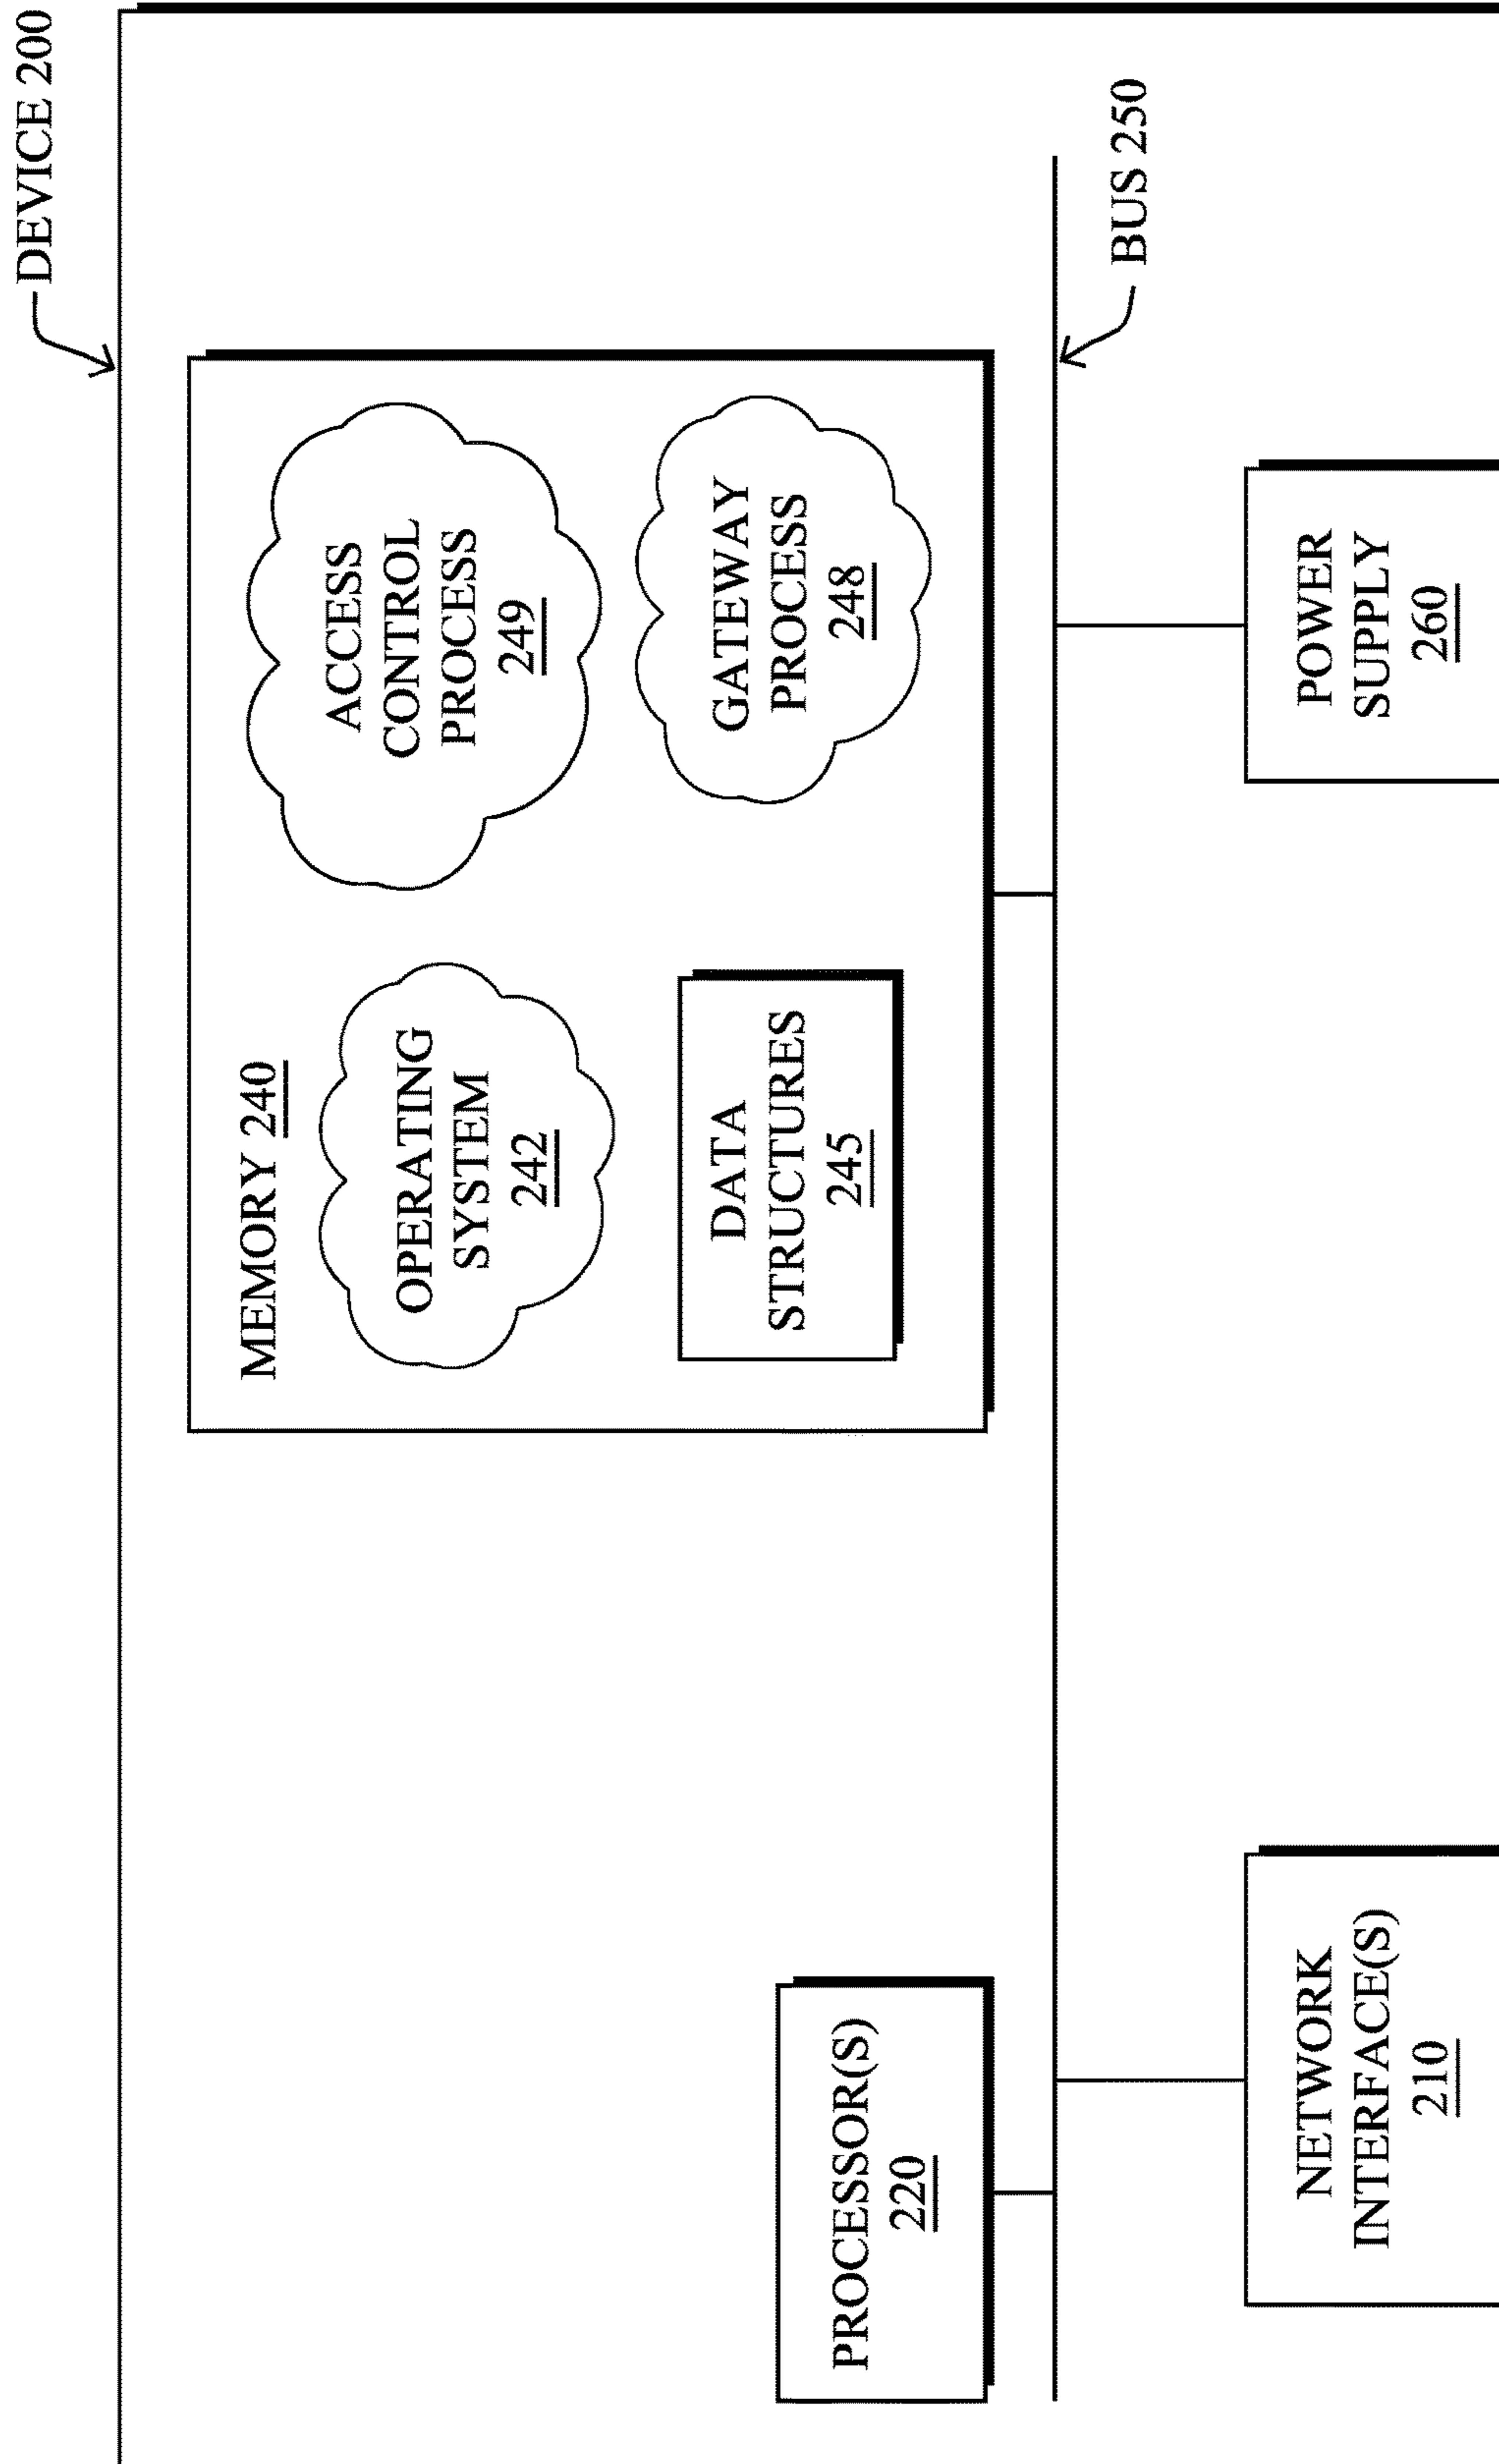 DEVICE 200
MEMORY 240
OPERATING
SYSTEM
242
ACCESS
CONTROL
PROCESS
249
DATA
STRUCTURES
245
GATEWAY
PROCESS
248
PROCESSOR(S)
220
BUS 250
NETWORK
INTERFACE(S)
210
POWER
SUPPLY
260